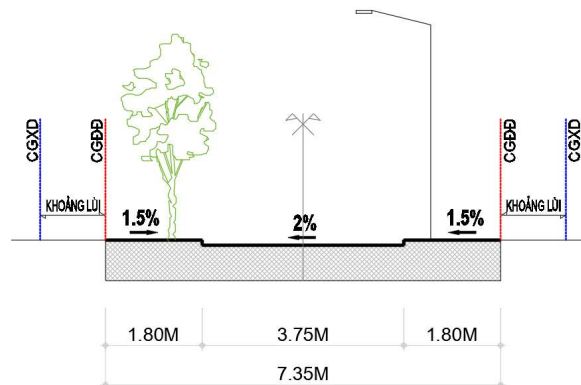 CGXD
CGĐĐ
CGĐĐ
CGXD
KHOẢNG LÙI
KHOẢNG LÙI
1.5%
2%
1.5%
1.80M
3.75M
1.80M
7.35M